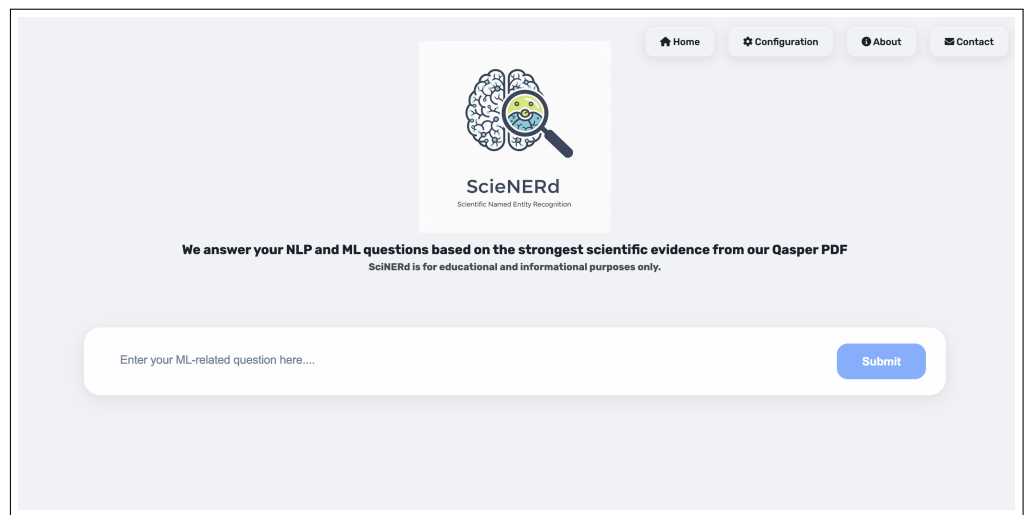 Home Configuration About Contact
ScieNERd
Scientific Named Entity Recognition
We answer your NLP and ML questions based on the strongest scientific evidence from our Qasper PDF
SciNERd is for educational and informational purposes only.
Enter your ML-related question here.... Submit